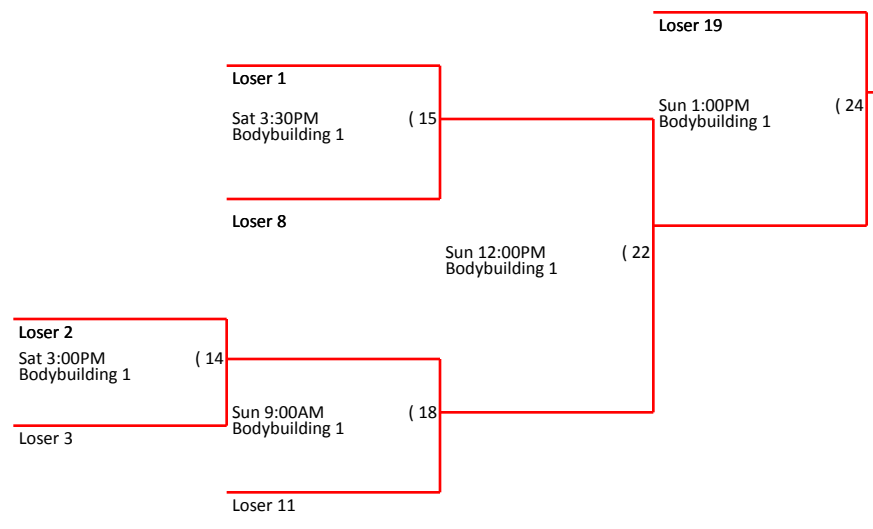 Loser 19
Loser 1
Sun 1:00PM
Bodybuilding 1
( 24
Sat 3:30PM
Bodybuilding 1
( 15
Loser 8
Sun 12:00PM
Bodybuilding 1
( 22
Loser 2
Sat 3:00PM
Bodybuilding 1
( 14
Sun 9:00AM
Bodybuilding 1
( 18
Loser 3
Loser 11